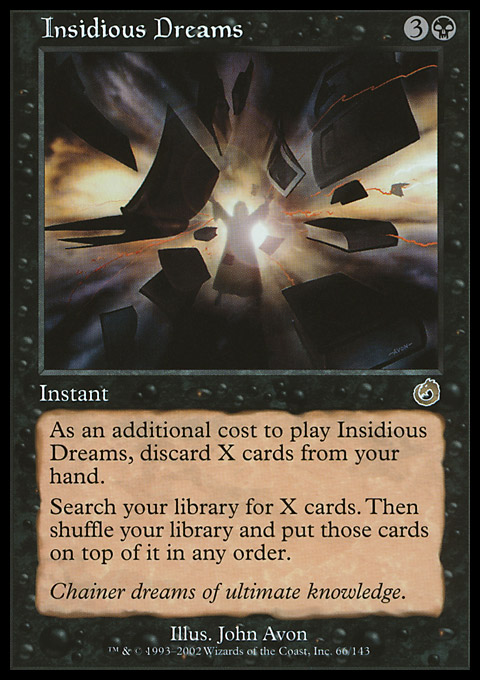 Insidious Dreams 3
AVON
Instant
As an additional cost to play Insidious
Dreams, discard X cards from your
hand.
Search your library for X cards. Then
shuffle your library and put those cards
on top of it in any order.
Chainer dreams of ultimate knowledge.
Illus. John Avon
™ & © 1993–2002 Wizards of the Coast, Inc. 66/143